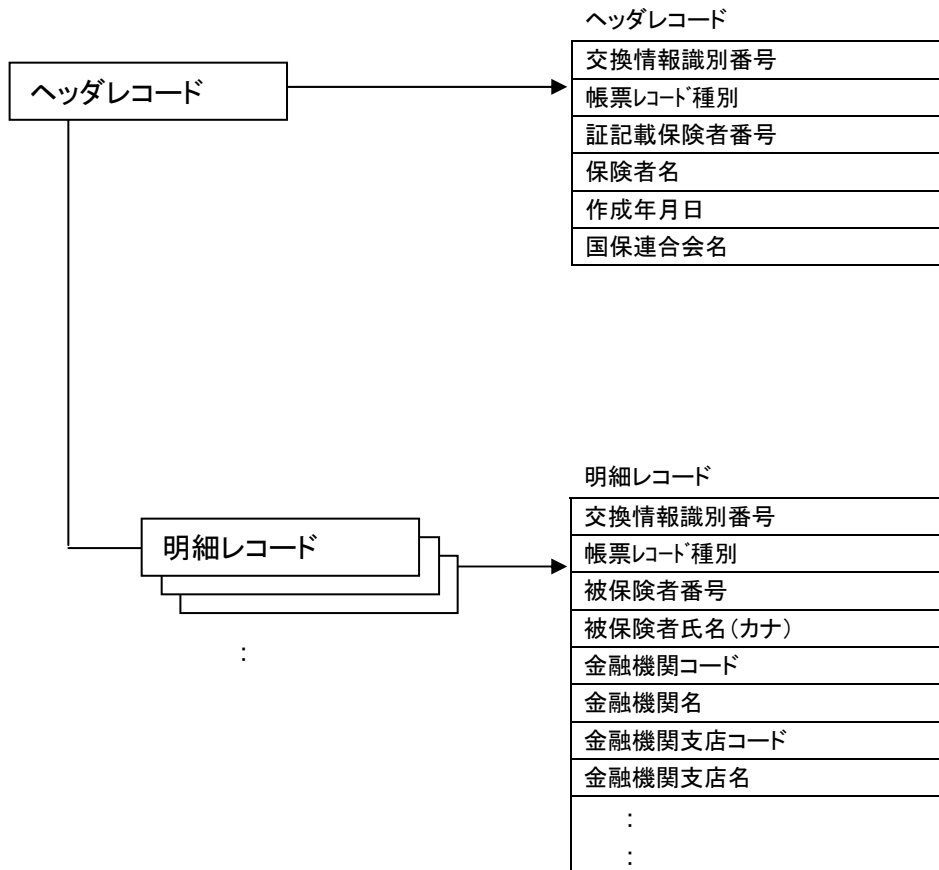 ヘッダレコード
ヘッダレコード
交換情報識別番号
帳票ﾚｺｰﾄﾞ種別
証記載保険者番号
保険者名
作成年月日
国保連合会名
明細レコード
:
明細レコード
交換情報識別番号
帳票ﾚｺｰﾄﾞ種別
被保険者番号
被保険者氏名(カナ)
金融機関コード
金融機関名
金融機関支店コード
金融機関支店名
:
: